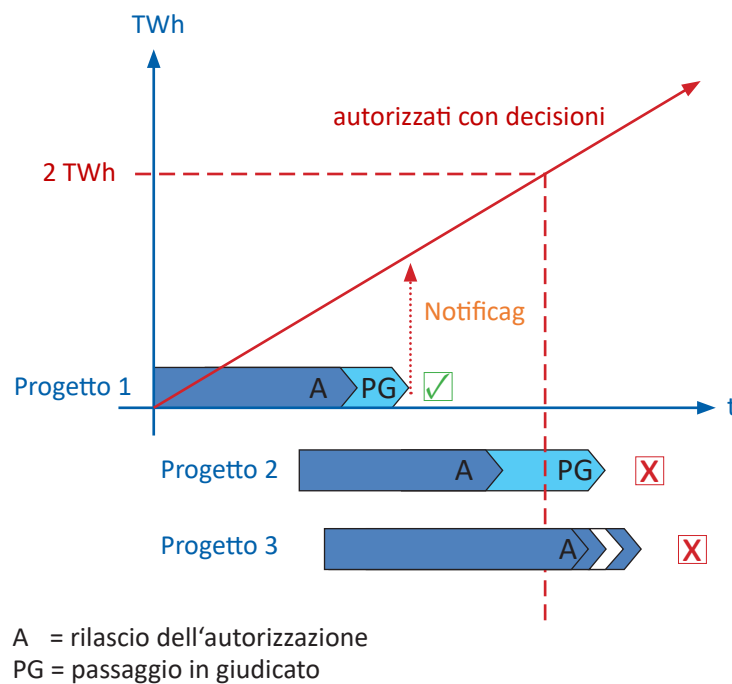 TWh
autorizzati con decisioni
2 TWh
Notificag
Progetto 1
A
PG
t
Progetto 2
A
PG
X
Progetto 3
A
X
A = rilascio dell‘autorizzazione
PG = passaggio in giudicato